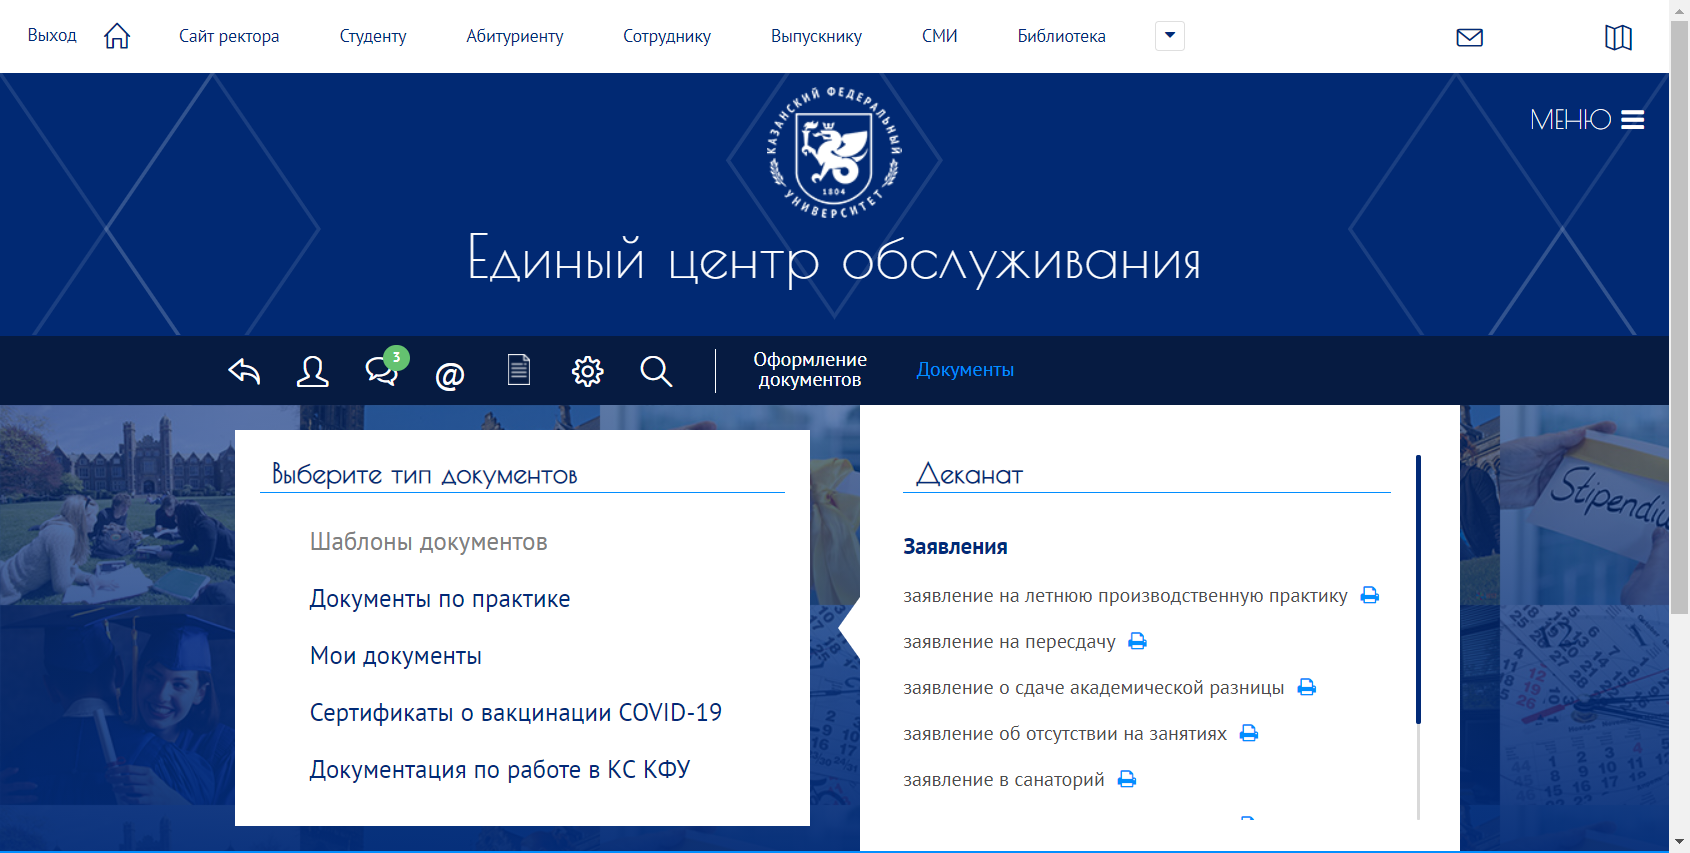 Выход
Сайт ректора
Студенту
Абитуриенту
Сотруднику
Выпускнику
СМИ
Библиотека
КАЗАНСКИЙ ФЕДЕРАЛЬНЫЙ
1804
УНИВЕРСИТЕТ
МЕНЮ
Единый центр обслуживания
3
@
Оформление
документов
Документы
Выберите тип документов
Шаблоны документов
Документы по практике
Мои документы
Сертификаты о вакцинации COVID-19
Документация по работе в КС КФУ
Деканат
Заявления
заявление на летнюю производственную практику
заявление на пересдачу
заявление о сдаче академической разницы
заявление об отсутствии на занятиях
заявление в санаторий